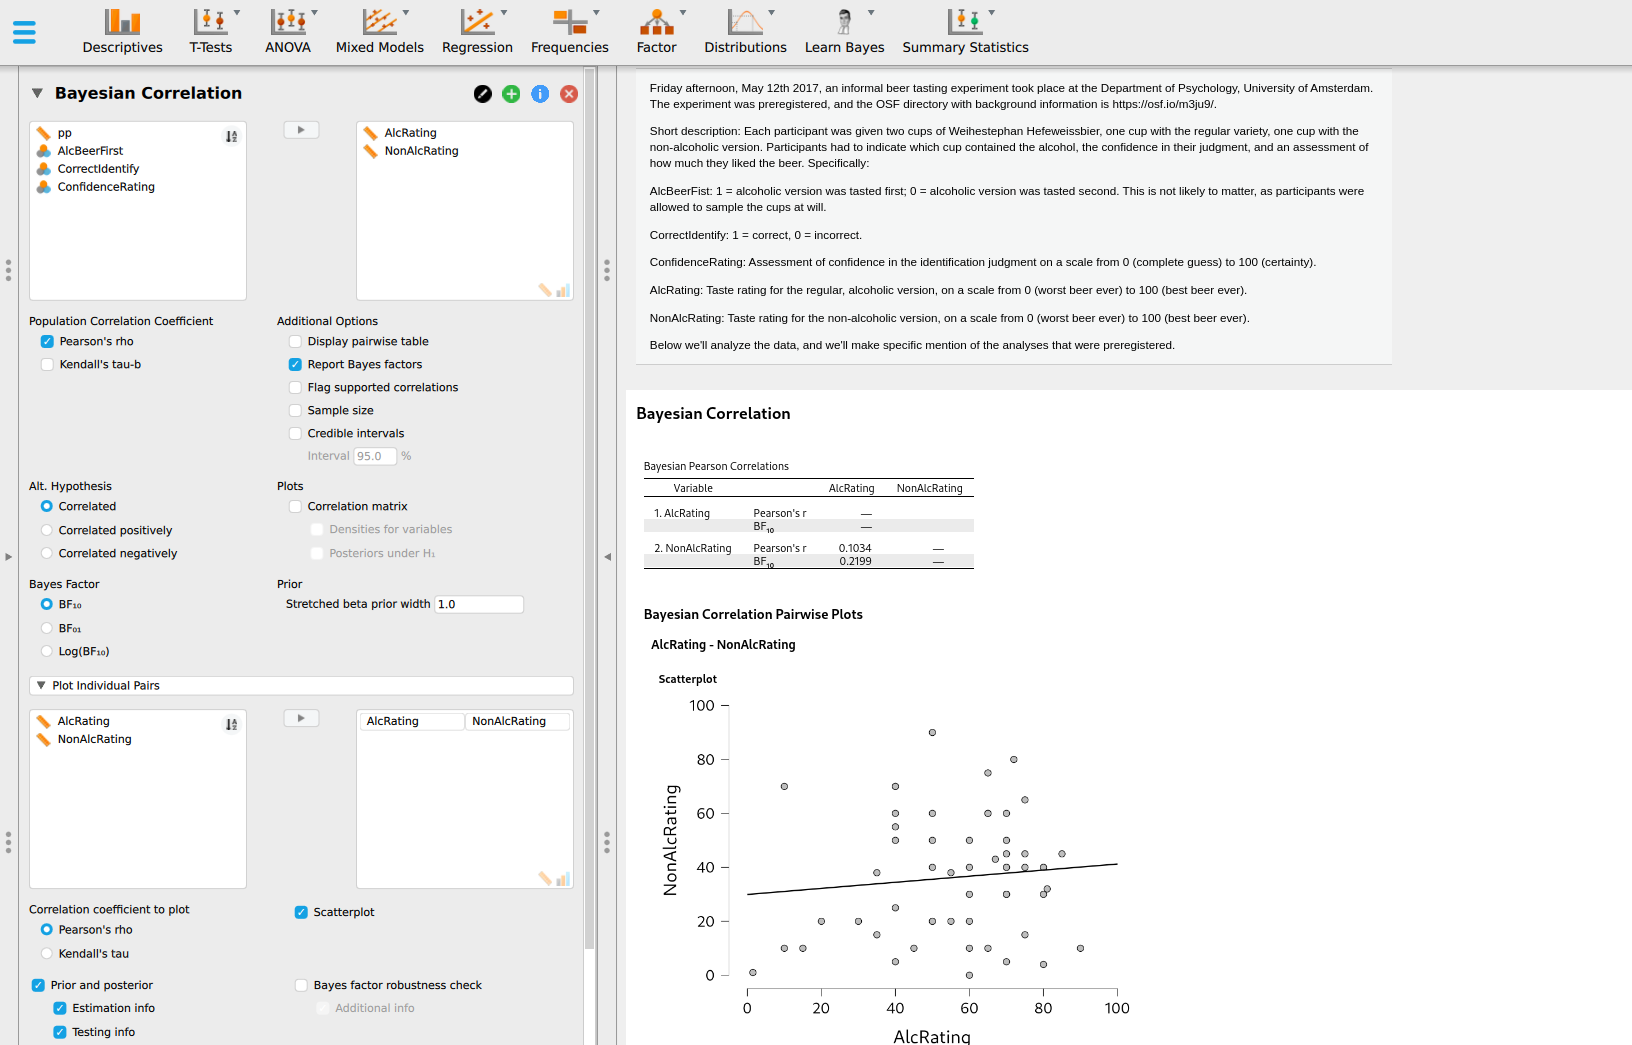 Descriptives
T-Tests
ANOVA
Mixed Models
Regression
Frequencies
Factor
Distributions
Learn Bayes
Summary Statistics
Bayesian Correlation
pp
AlcBeerFirst
CorrectIdentify
ConfidenceRating
AlcRating
NonAlcRating
Population Correlation Coefficient
Pearson's rho
Kendall's tau-b
Additional Options
Display pairwise table
Report Bayes factors
Flag supported correlations
Sample size
Credible intervals
Interval 95.0 %
Alt. Hypothesis
Correlated
Correlated positively
Correlated negatively
Plots
Correlation matrix
Densities for variables
Posteriors under H₁
Bayes Factor
BF₁₀
BF₀₁
Log(BF₁₀)
Prior
Stretched beta prior width 1.0
Plot Individual Pairs
AlcRating
NonAlcRating
AlcRating NonAlcRating
Correlation coefficient to plot
Pearson's rho
Kendall's tau
Scatterplot
Prior and posterior
Estimation info
Testing info
Bayes factor robustness check
Additional info
Friday afternoon, May 12th 2017, an informal beer tasting experiment took place at the Department of Psychology, University of Amsterdam.
The experiment was preregistered, and the OSF directory with background information is https://osf.io/m3ju9/.
Short description: Each participant was given two cups of Weihestephan Hefeweissbier, one cup with the regular variety, one cup with the
non-alcoholic version. Participants had to indicate which cup contained the alcohol, the confidence in their judgment, and an assessment of
how much they liked the beer. Specifically:
AlcBeerFist: 1 = alcoholic version was tasted first; 0 = alcoholic version was tasted second. This is not likely to matter, as participants were
allowed to sample the cups at will.
CorrectIdentify: 1 = correct, 0 = incorrect.
ConfidenceRating: Assessment of confidence in the identification judgment on a scale from 0 (complete guess) to 100 (certainty).
AlcRating: Taste rating for the regular, alcoholic version, on a scale from 0 (worst beer ever) to 100 (best beer ever).
NonAlcRating: Taste rating for the non-alcoholic version, on a scale from 0 (worst beer ever) to 100 (best beer ever).
Below we'll analyze the data, and we'll make specific mention of the analyses that were preregistered.
Bayesian Correlation
Bayesian Pearson Correlations
Variable AlcRating NonAlcRating
1. AlcRating Pearson's r —
BF₁₀ —
2. NonAlcRating Pearson's r 0.1034 —
BF₁₀ 0.2199 —
Bayesian Correlation Pairwise Plots
AlcRating - NonAlcRating
Scatterplot
100
80
60
40
20
0
NonAlcRating
0 20 40 60 80 100
AlcRating